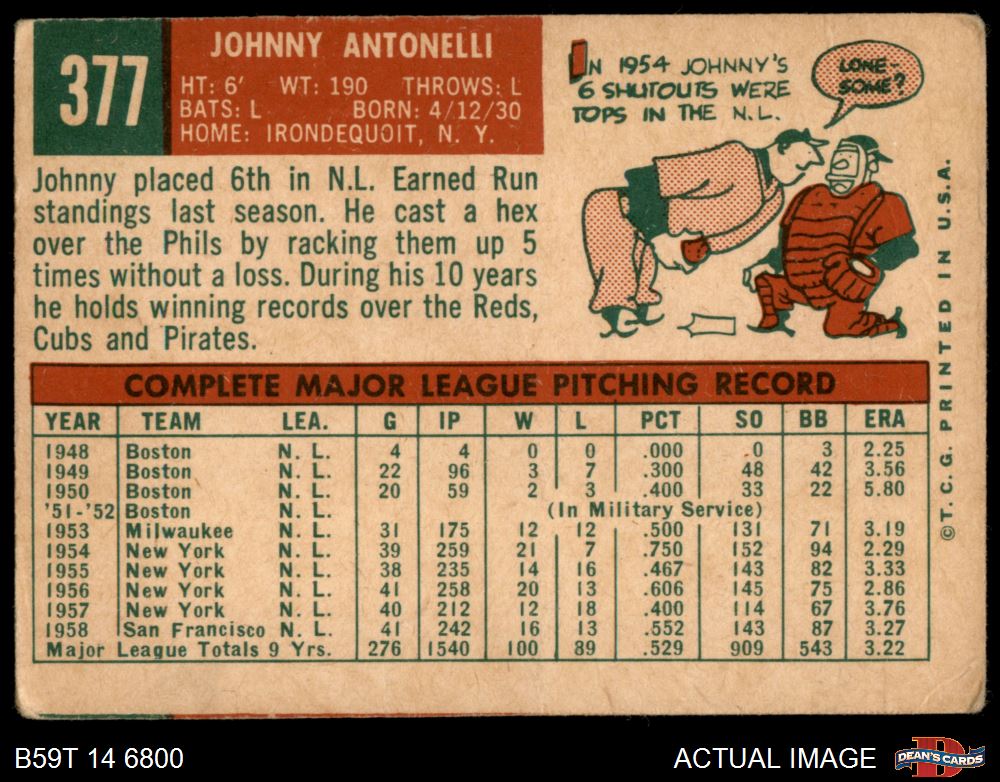 377
JOHNNY ANTONELLI
HT: 6' WT: 190 THROWS: L
BATS: L BORN: 4/12/30
HOME: IRONDEQUOIT, N. Y.
Johnny placed 6th in N.L. Earned Run
standings last season. He cast a hex
over the Phils by racking them up 5
times without a loss. During his 10 years
he holds winning records over the Reds,
Cubs and Pirates.
IN 1954 JOHNNY'S
6 SHUTOUTS WERE
TOPS IN THE N.L.
LONE-
SOME?
COMPLETE MAJOR LEAGUE PITCHING RECORD
YEAR TEAM LEA. G IP W L PCT SO BB ERA
1948 Boston N. L. 4 4 0 0 .000 0 3 2.25
1949 Boston N. L. 22 96 3 7 .300 48 42 3.56
1950 Boston N. L. 20 59 2 3 .400 33 22 5.80
'51-'52 Boston N. L. (In Military Service)
1953 Milwaukee N. L. 31 175 12 12 .500 131 71 3.19
1954 New York N. L. 39 259 21 7 .750 152 94 2.29
1955 New York N. L. 38 235 14 16 .467 143 82 3.33
1956 New York N. L. 41 258 20 13 .606 145 75 2.86
1957 New York N. L. 40 212 12 18 .400 114 67 3.76
1958 San Francisco N. L. 41 242 16 13 .552 143 87 3.27
Major League Totals 9 Yrs. 276 1540 100 89 .529 909 543 3.22
©T. C. G. PRINTED IN U.S.A.
B59T 14 6800
ACTUAL IMAGE
D
DEAN'S CARDS